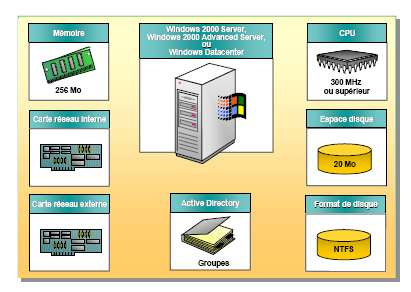 Mémoire
256 Mo
Windows 2000 Server,
Windows 2000 Advanced Server,
ou
Windows Datacenter
CPU
300 MHz
ou supérieur
Carte réseau interne
Espace disque
20 Mo
Carte réseau externe
Active Directory
Groupes
Format de disque
NTFS